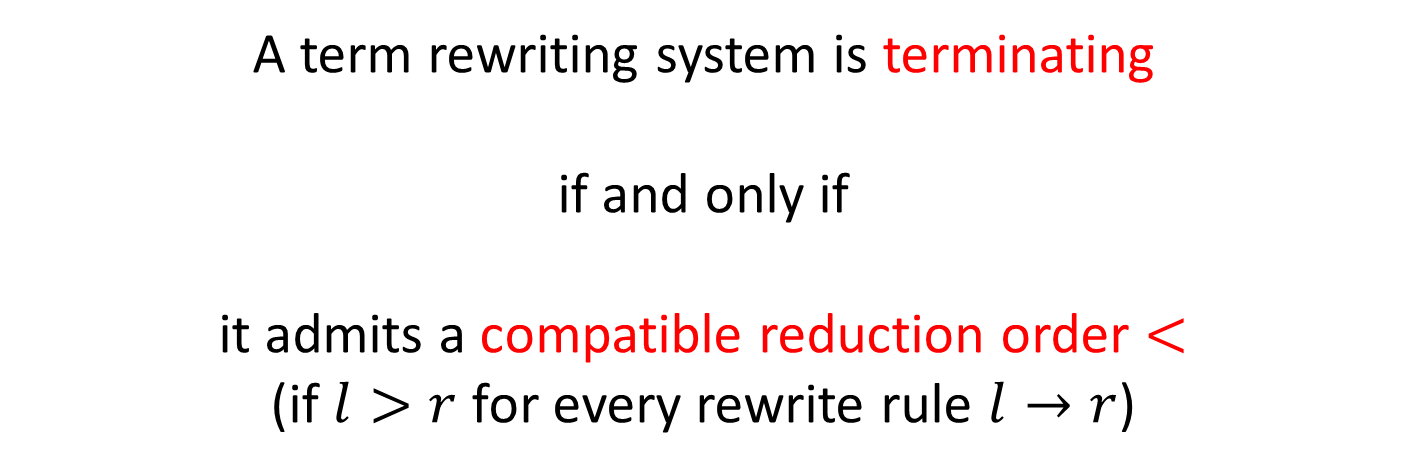 A term rewriting system is terminating
if and only if
it admits a compatible reduction order <
(if 𝑙 > 𝑟 for every rewrite rule 𝑙 → 𝑟)